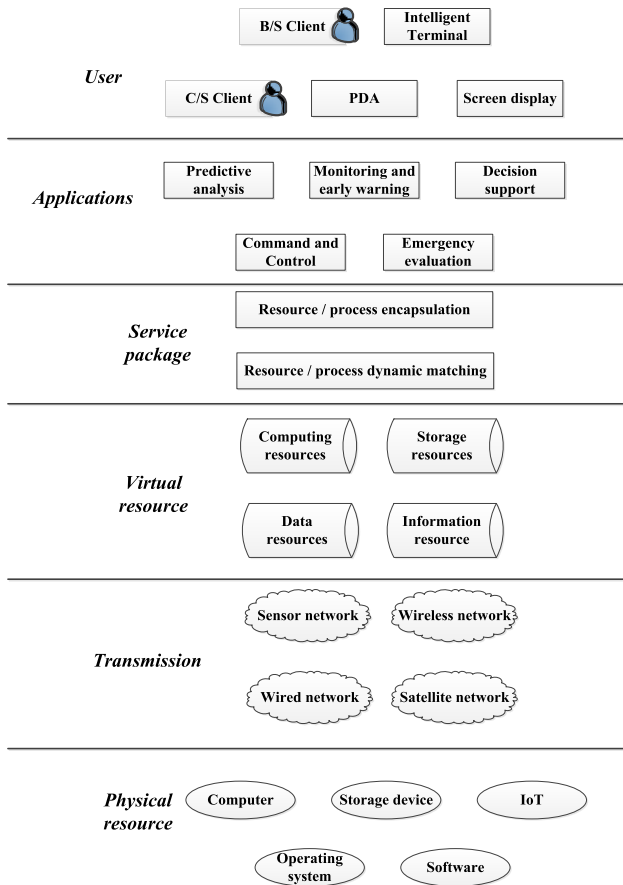 B/S Client
Intelligent
Terminal
User
C/S Client
PDA
Screen display
Applications
Predictive
analysis
Monitoring and
early warning
Decision
support
Command and
Control
Emergency
evaluation
Service
package
Resource / process encapsulation
Resource / process dynamic matching
Virtual
resource
Computing
resources
Storage
resources
Data
resources
Information
resource
Transmission
Sensor network
Wireless network
Wired network
Satellite network
Physical
resource
Computer
Storage device
IoT
Operating
system
Software